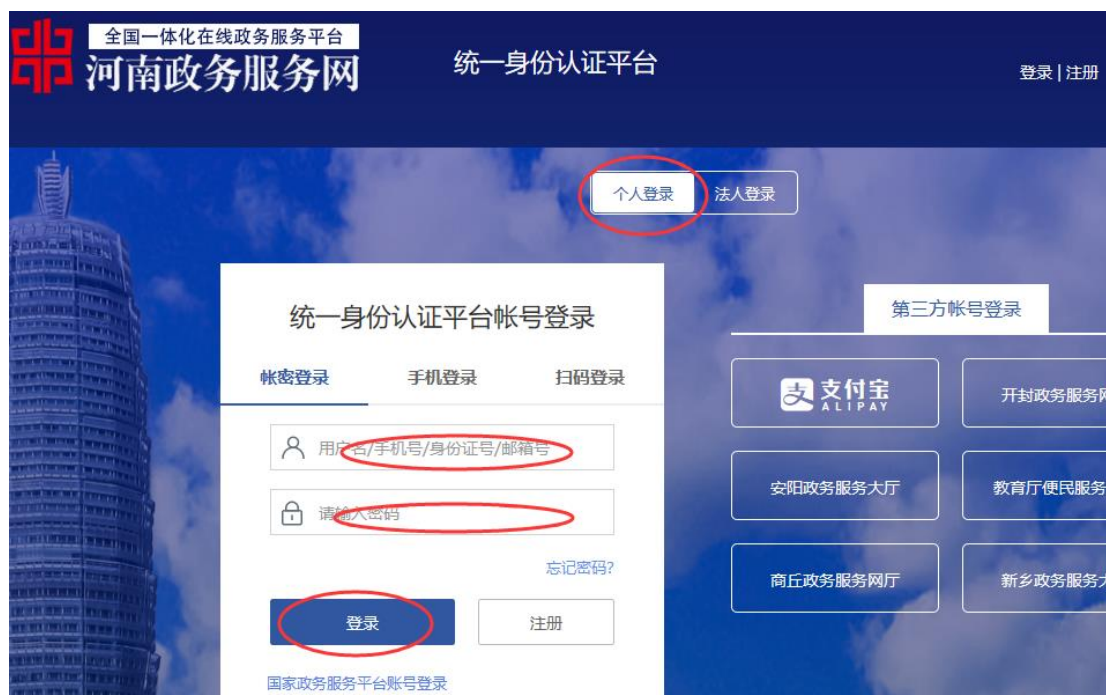 全国一体化在线政务服务平台
河南政务服务网
统一身份认证平台
登录 | 注册
个人登录
法人登录
统一身份认证平台帐号登录
帐密登录
手机登录
扫码登录
用户名/手机号/身份证号/邮箱号
请输入密码
忘记密码?
登录
注册
国家政务服务平台账号登录
第三方帐号登录
支 支付宝
ALIPAY
开封政务服务网
安阳政务服务大厅
教育厅便民服务
商丘政务服务网厅
新乡政务服务大